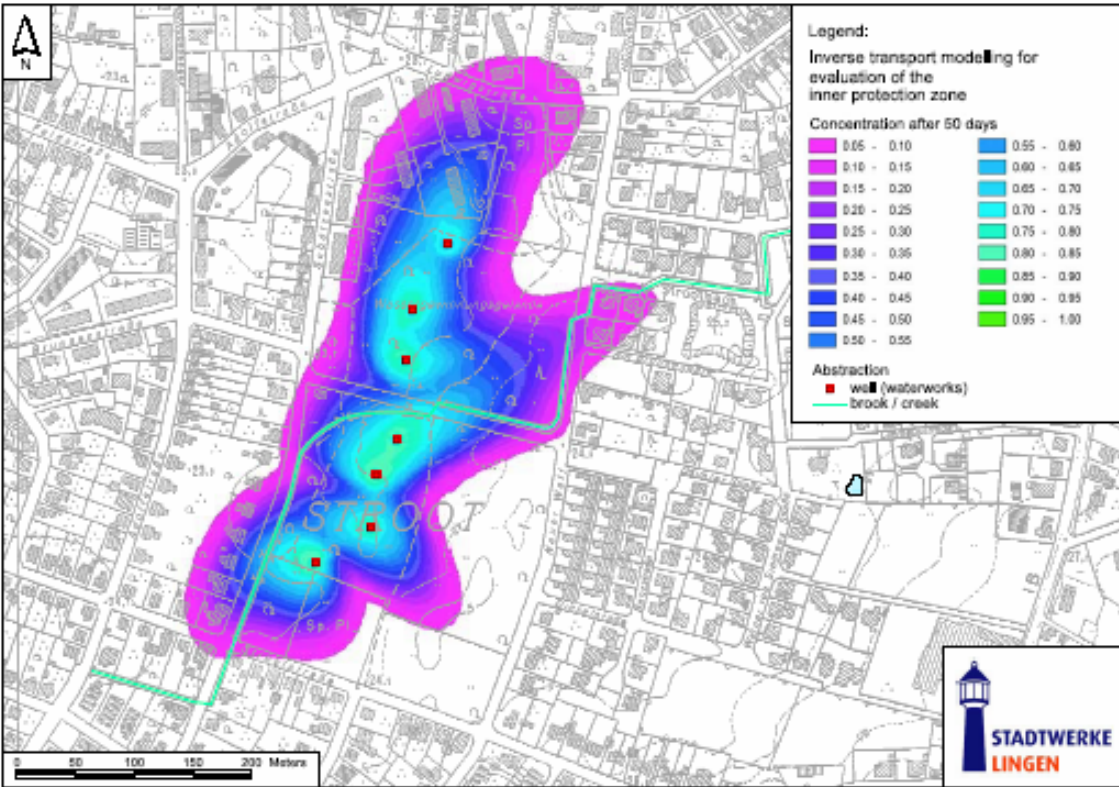 N
Legend:
Inverse transport modelling for
evaluation of the
inner protection zone
Concentration after 50 days
0.05 - 0.10
0.10 - 0.15
0.15 - 0.20
0.20 - 0.25
0.25 - 0.30
0.30 - 0.35
0.35 - 0.40
0.40 - 0.45
0.45 - 0.50
0.50 - 0.55
0.55 - 0.60
0.60 - 0.65
0.65 - 0.70
0.70 - 0.75
0.75 - 0.80
0.80 - 0.85
0.85 - 0.90
0.90 - 0.95
0.95 - 1.00
Abstraction
well (waterworks)
brook / creek
Sp
Pl
STROOT
Sp. Pl
0 50 100 150 200 Meters
STADTWERKE
LINGEN